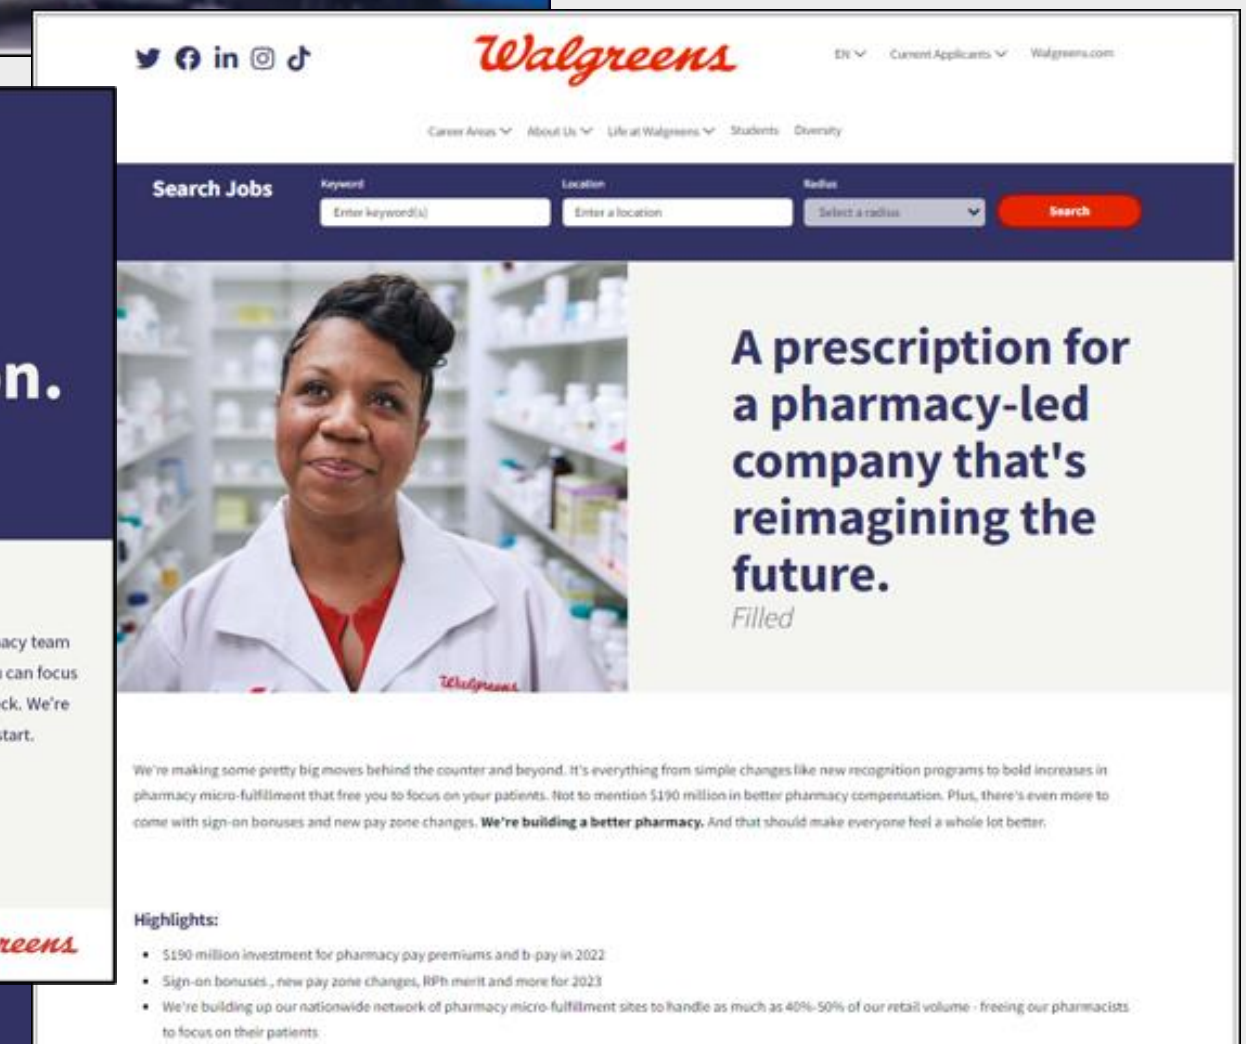 Walgreens
EN
Current Applicants
Walgreens.com
Career Areas
About Us
Life at Walgreens
Students
Diversity
Search Jobs
Keyword
Enter keyword(s)
Location
Enter a location
Radius
Select a radius
Search
A prescription for
a pharmacy-led
company that's
reimagining the
future.
Filled
Walgreens
We're making some pretty big moves behind the counter and beyond. It's everything from simple changes like new recognition programs to bold increases in
pharmacy micro-fulfillment that free you to focus on your patients. Not to mention $190 million in better pharmacy compensation. Plus, there's even more to
come with sign-on bonuses and new pay zone changes. We're building a better pharmacy. And that should make everyone feel a whole lot better.
Highlights:
• $190 million investment for pharmacy pay premiums and b-pay in 2022
• Sign-on bonuses , new pay zone changes, RPh merit and more for 2023
• We're building up our nationwide network of pharmacy micro-fulfillment sites to handle as much as 40%-50% of our retail volume - freeing our pharmacists
to focus on their patients
n.
acy team
can focus
ck. We're
start.
reens